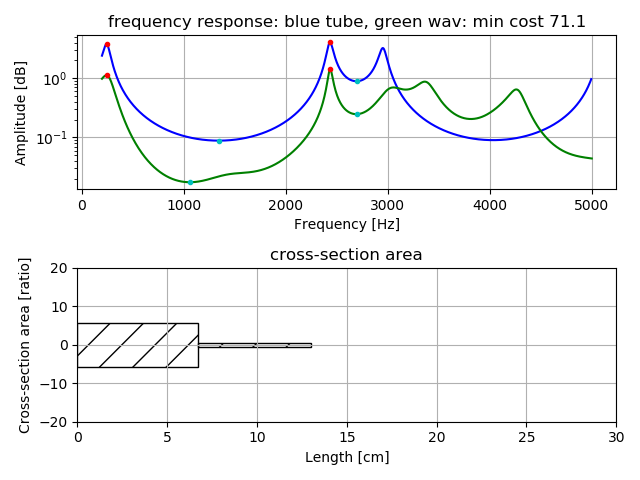 frequency response: blue tube, green wav: min cost 71.1
Amplitude [dB]
10⁰
10⁻¹
0 1000 2000 3000 4000 5000
Frequency [Hz]
cross-section area
Cross-section area [ratio]
20
10
0
−10
−20
0 5 10 15 20 25 30
Length [cm]